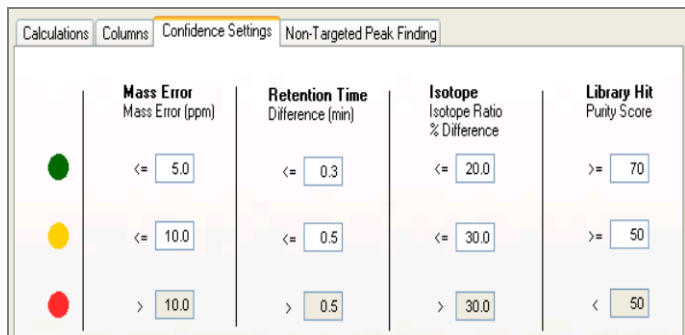 Calculations Columns Confidence Settings Non-Targeted Peak Finding
Mass Error Retention Time Isotope Library Hit
Mass Error (ppm) Difference (min) Isotope Ratio Purity Score
% Difference
<= 5.0 <= 0.3 <= 20.0 >= 70
<= 10.0 <= 0.5 <= 30.0 >= 50
> 10.0 > 0.5 > 30.0 < 50